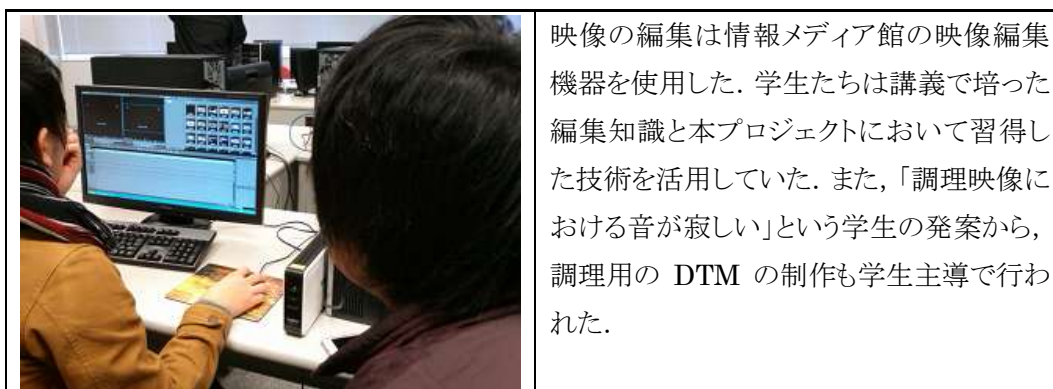 映像の編集は情報メディア館の映像編集
機器を使用した．学生たちは講義で培った
編集知識と本プロジェクトにおいて習得し
た技術を活用していた．また，「調理映像に
おける音が寂しい」という学生の発案から，
調理用の DTM の制作も学生主導で行わ
れた．